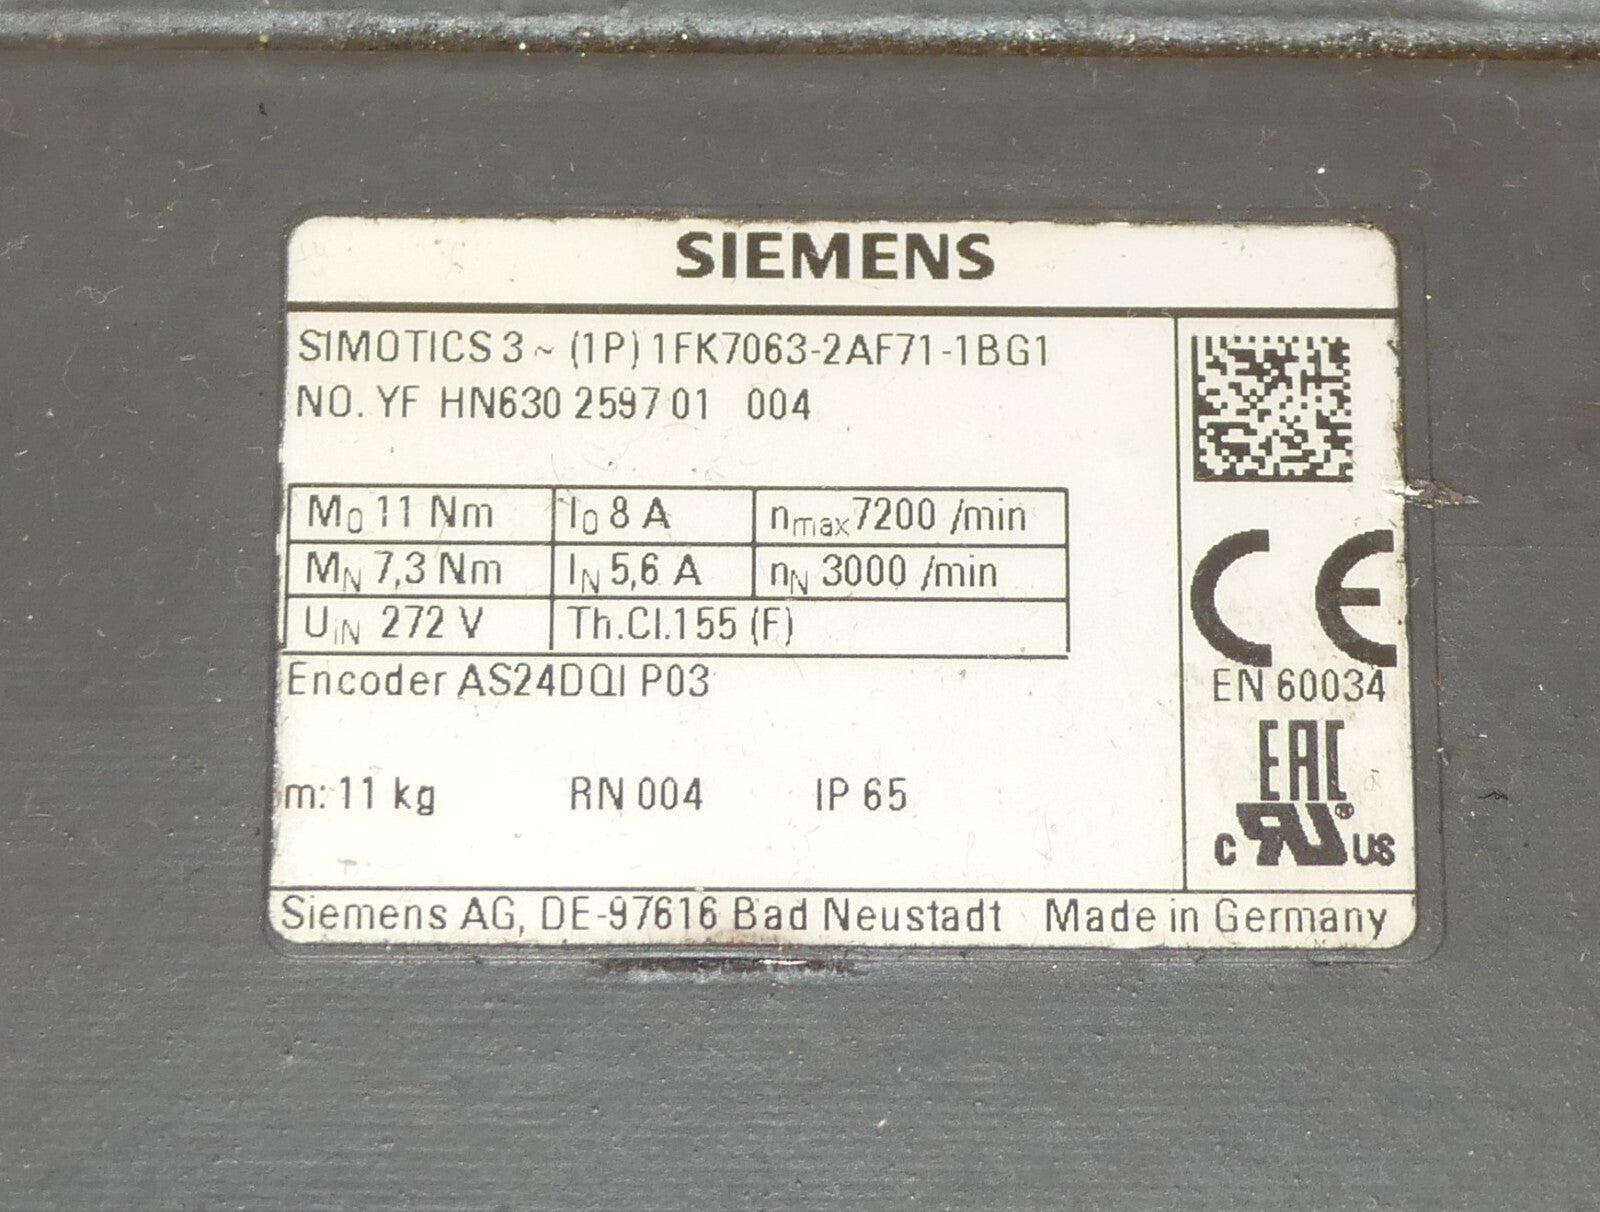 SIEMENS
SIMOTICS 3 ~ (1P) 1FK7063-2AF71-1BG1
NO. YF HN630 2597 01 004
M0 11 Nm I0 8 A nmax 7200 /min
MN 7,3 Nm IN 5,6 A nN 3000 /min
UiN 272 V Th.Cl.155 (F)
Encoder AS24DQI P03
m: 11 kg RN 004 IP 65
CE
EN 60034
EAC
c RU® US
Siemens AG, DE-97616 Bad Neustadt Made in Germany